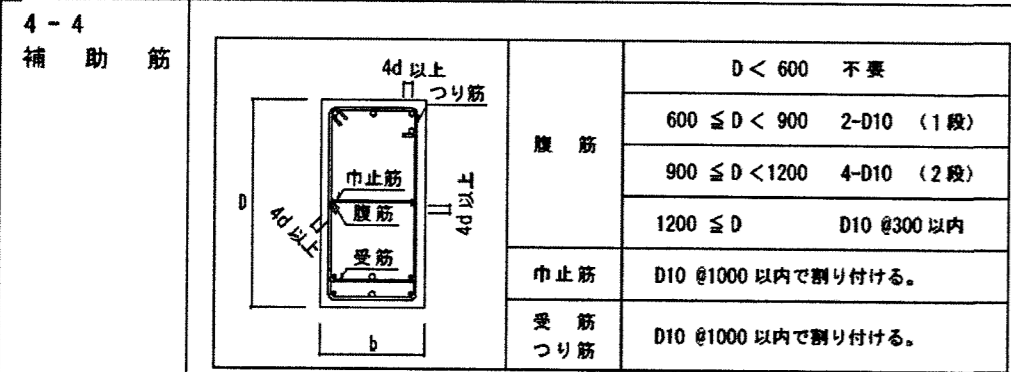 4-4
補助筋
4d 以上
つり筋
D
巾止筋
腹筋
4d 以上
4d 以上
受筋
b
腹筋
D < 600 不要
600 ≦ D < 900 2-D10 (1段)
900 ≦ D <1200 4-D10 (2段)
1200 ≦ D D10 @300 以内
巾止筋
D10 @1000 以内で割り付ける。
受筋
つり筋
D10 @1000 以内で割り付ける。